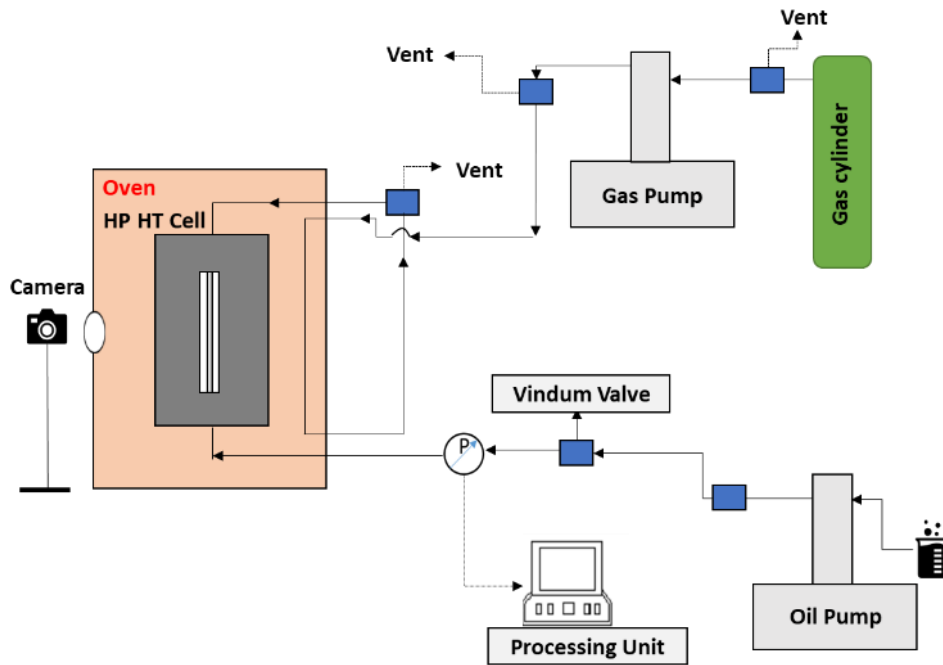 Vent
Vent
Gas cylinder
Gas Pump
Vent
Oven
HP HT Cell
Camera
Vindum Valve
P
Oil Pump
Processing Unit